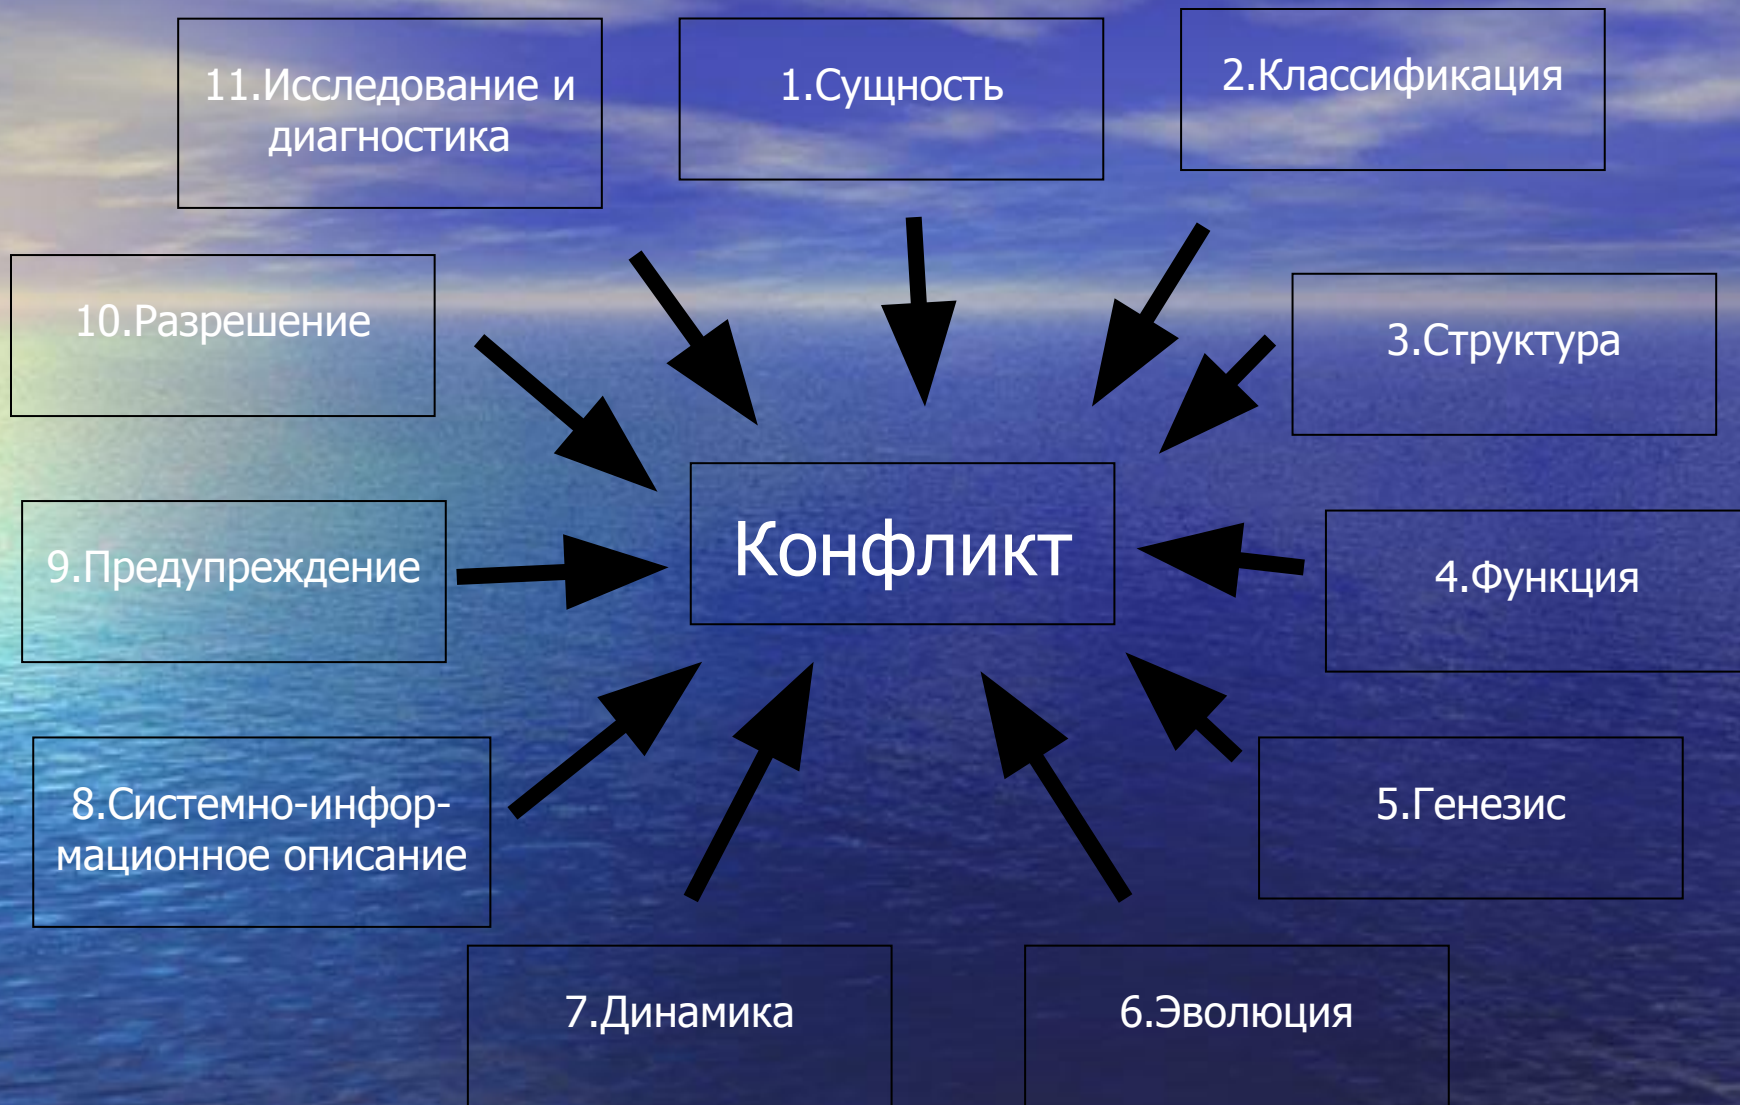 11.Исследование и
диагностика
1.Сущность
2.Классификация
10.Разрешение
3.Структура
9.Предупреждение
Конфликт
4.Функция
8.Системно-инфор-
мационное описание
5.Генезис
7.Динамика
6.Эволюция